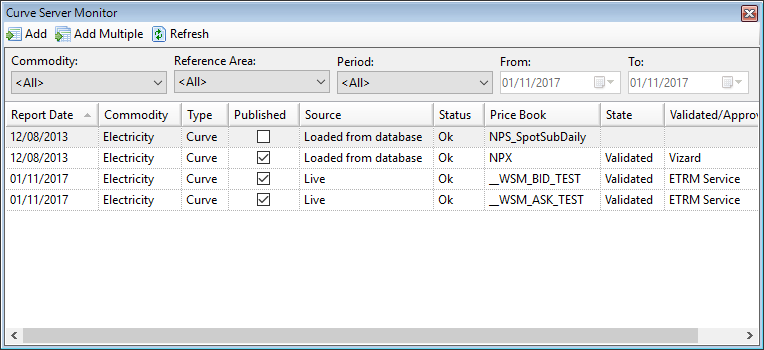 Curve Server Monitor
Add Add Multiple Refresh
Commodity: Reference Area: Period: From: To:
<All> <All> <All> 01/11/2017 01/11/2017
Report Date Commodity Type Published Source Status Price Book State Validated/Approv
12/08/2013 Electricity Curve Loaded from database Ok NPS_SpotSubDaily
12/08/2013 Electricity Curve Loaded from database Ok NPX Validated Vizard
01/11/2017 Electricity Curve Live Ok __WSM_BID_TEST Validated ETRM Service
01/11/2017 Electricity Curve Live Ok __WSM_ASK_TEST Validated ETRM Service